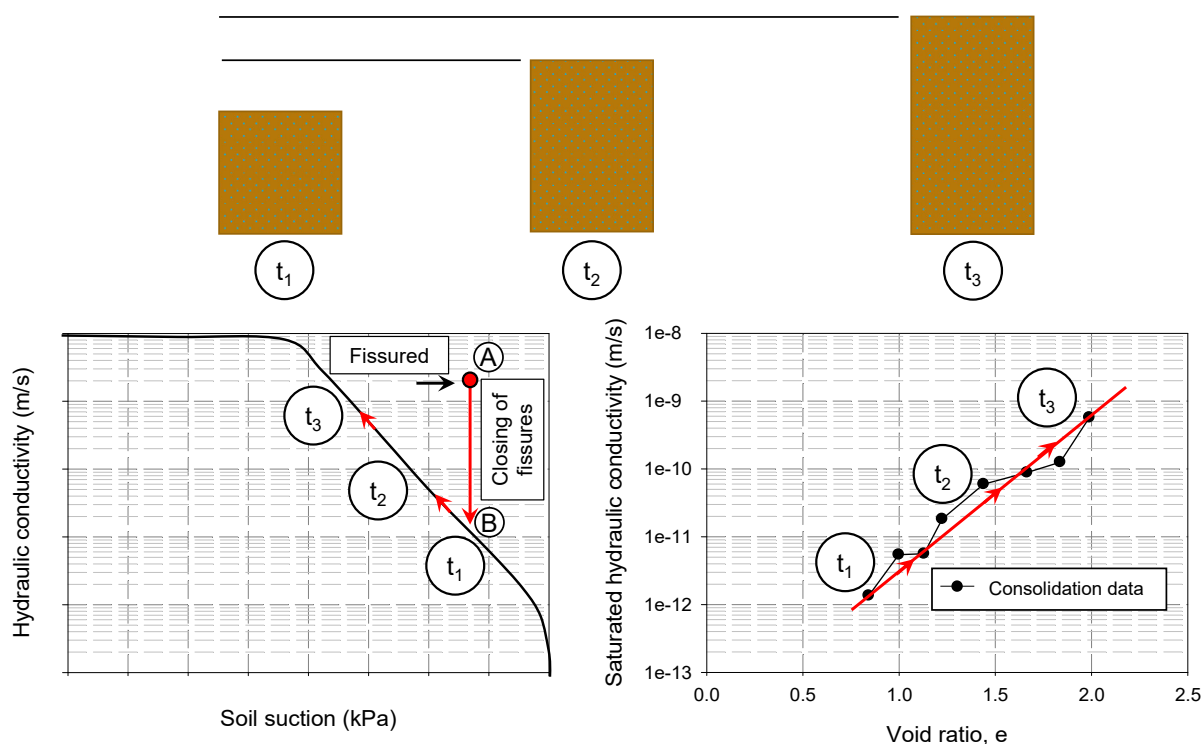 t1
t2
t3
Hydraulic conductivity (m/s)
Fissured
A
Closing of
fissures
t3
t2
B
t1
Soil suction (kPa)
Saturated hydraulic conductivity (m/s)
1e-8
1e-9
1e-10
1e-11
1e-12
1e-13
t3
t2
t1
Consolidation data
0.0 0.5 1.0 1.5 2.0 2.5
Void ratio, e